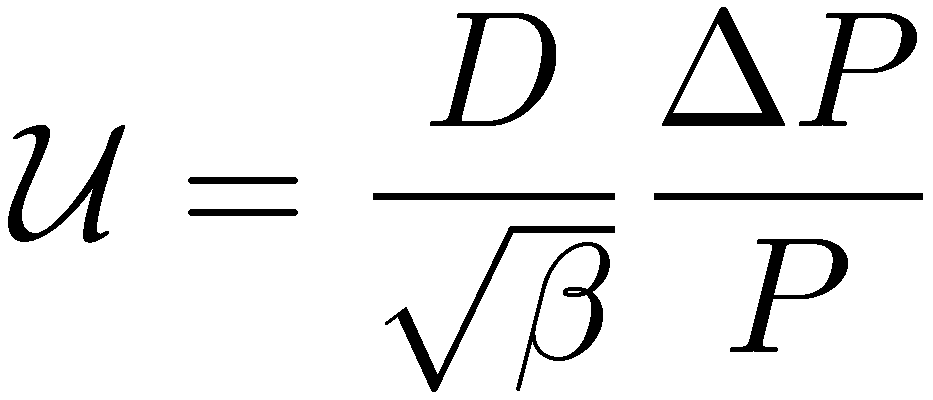 𝒰 = D/√β ΔP/P